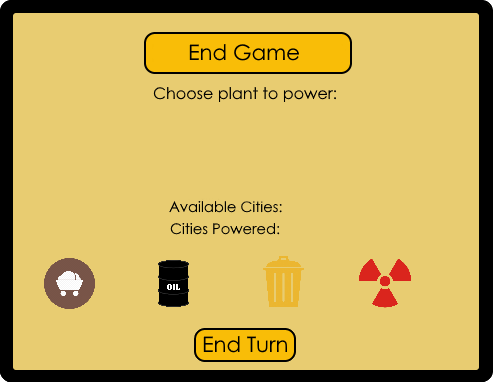 End Game
Choose plant to power:
Available Cities:
Cities Powered:
OIL
End Turn